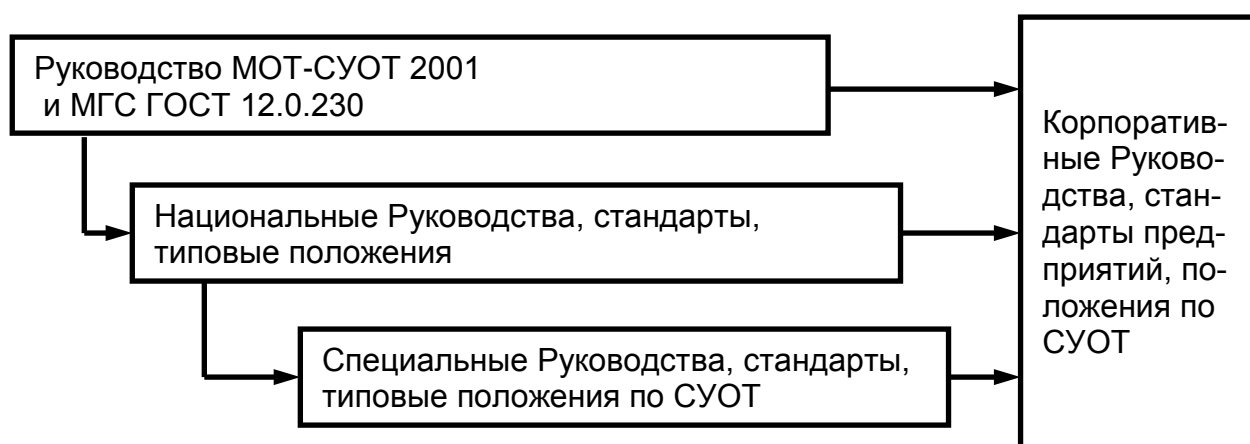 Руководство МОТ-СУОТ 2001
и МГС ГОСТ 12.0.230
Национальные Руководства, стандарты,
типовые положения
Специальные Руководства, стандарты,
типовые положения по СУОТ
Корпоратив-
ные Руково-
дства, стан-
дарты пред-
приятий, по-
ложения по
СУОТ